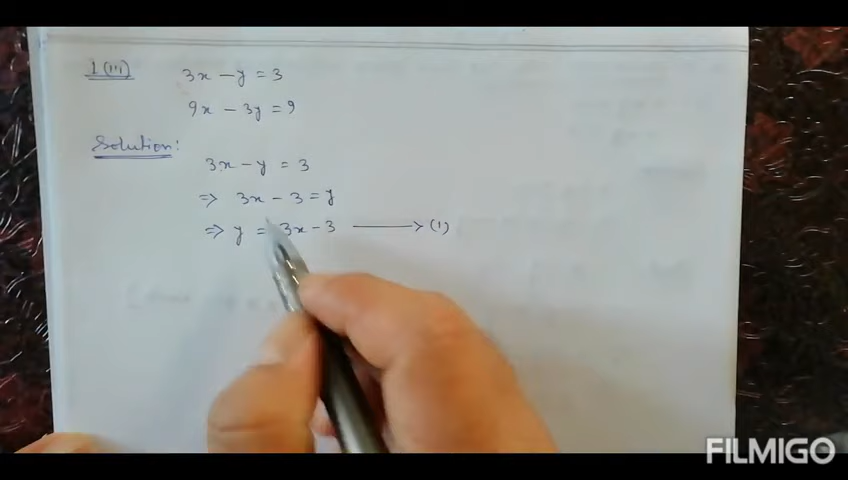 1(iii) 3x - y = 3
9x - 3y = 9
Solution:
3x - y = 3
⇒ 3x - 3 = y
⇒ y = 3x - 3 ⟶ (1)
FILMIGO